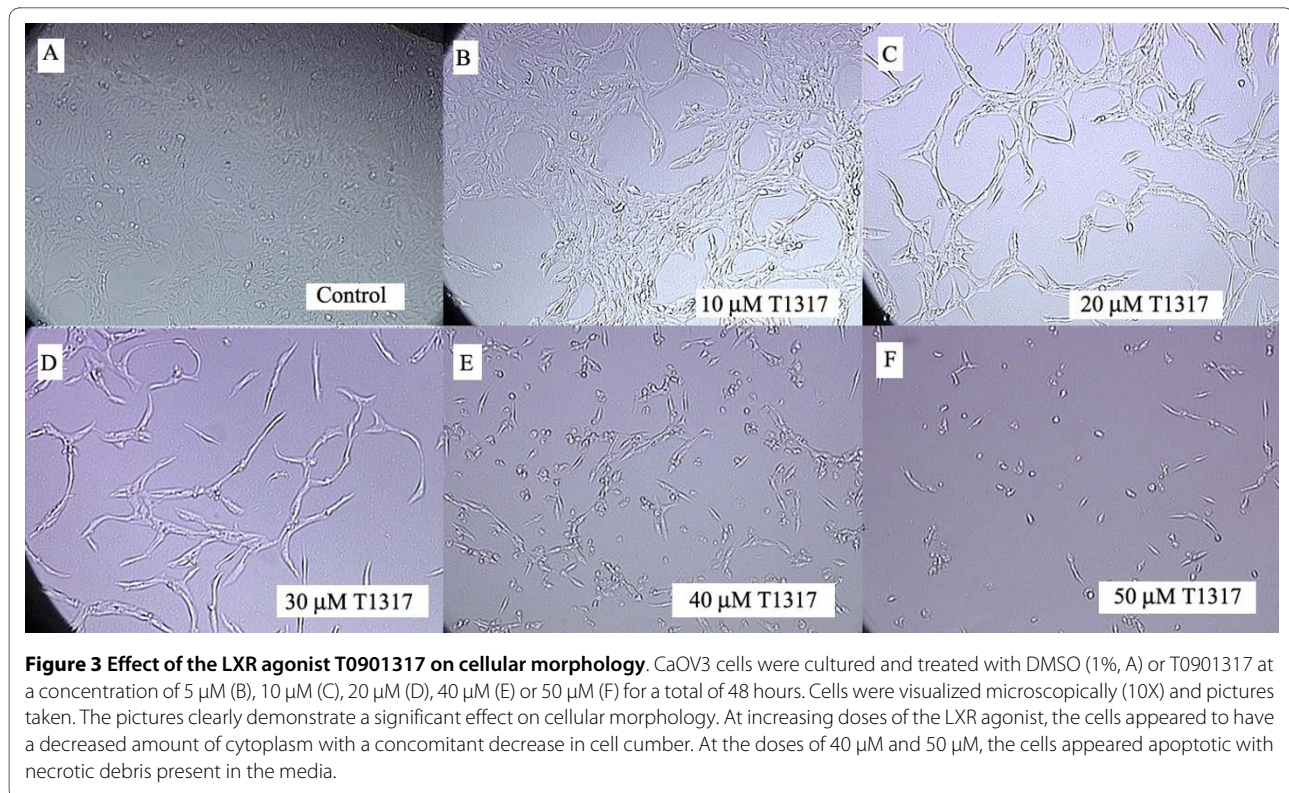 A
B
C
Control
10 µM T1317
20 µM T1317
D
E
F
30 µM T1317
40 µM T1317
50 µM T1317
Figure 3 Effect of the LXR agonist T0901317 on cellular morphology. CaOV3 cells were cultured and treated with DMSO (1%, A) or T0901317 at
a concentration of 5 µM (B), 10 µM (C), 20 µM (D), 40 µM (E) or 50 µM (F) for a total of 48 hours. Cells were visualized microscopically (10X) and pictures
taken. The pictures clearly demonstrate a significant effect on cellular morphology. At increasing doses of the LXR agonist, the cells appeared to have
a decreased amount of cytoplasm with a concomitant decrease in cell cumber. At the doses of 40 µM and 50 µM, the cells appeared apoptotic with
necrotic debris present in the media.